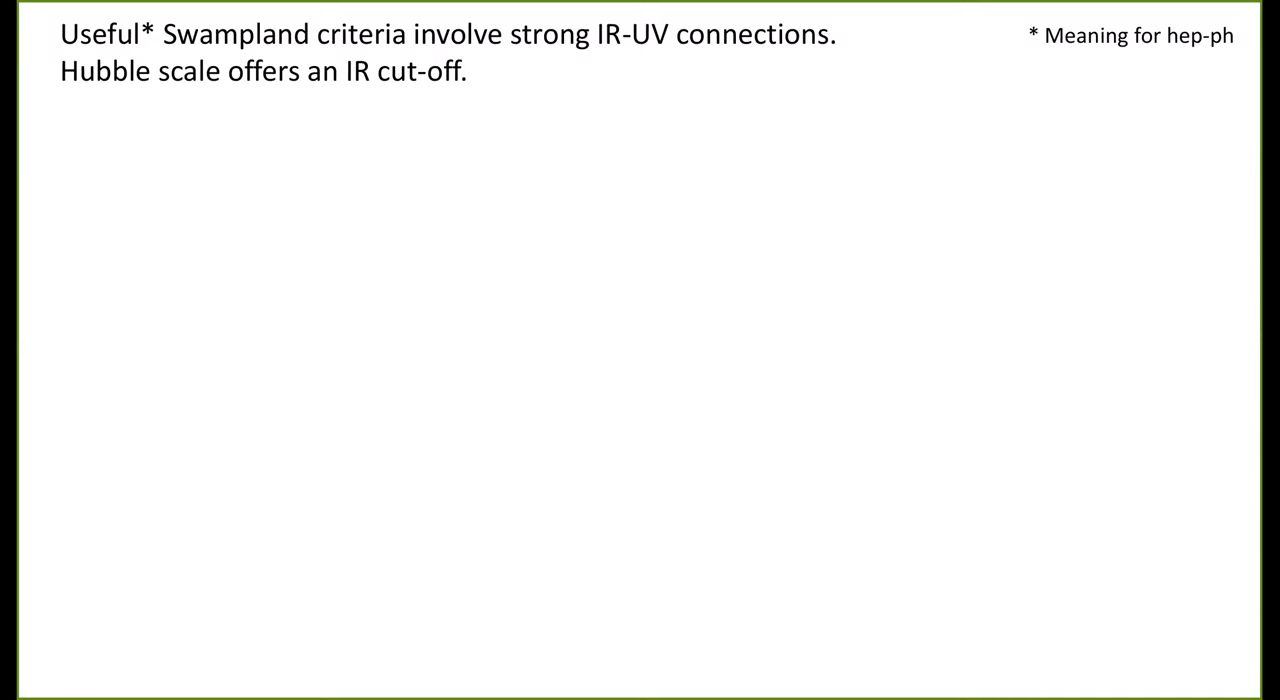 Useful* Swampland criteria involve strong IR-UV connections.
* Meaning for hep-ph
Hubble scale offers an IR cut-off.